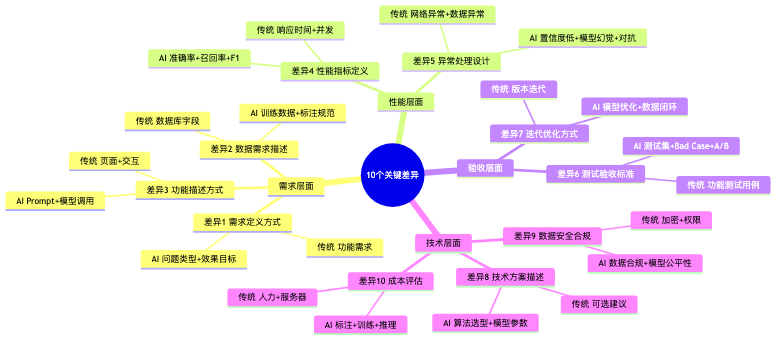 10个关键差异
需求层面
差异1 需求定义方式
传统 功能需求
AI 问题类型+效果目标
差异2 数据需求描述
传统 数据库字段
AI 训练数据+标注规范
差异3 功能描述方式
传统 页面+交互
AI Prompt+模型调用
性能层面
差异4 性能指标定义
传统 响应时间+并发
AI 准确率+召回率+F1
差异5 异常处理设计
传统 网络异常+数据异常
AI 置信度低+模型幻觉+对抗
验收层面
差异6 测试验收标准
传统 功能测试用例
AI 测试集+Bad Case+A/B
差异7 迭代优化方式
传统 版本迭代
AI 模型优化+数据闭环
技术层面
差异8 技术方案描述
传统 可选建议
AI 算法选型+模型参数
差异9 数据安全合规
传统 加密+权限
AI 数据合规+模型公平性
差异10 成本评估
传统 人力+服务器
AI 标注+训练+推理